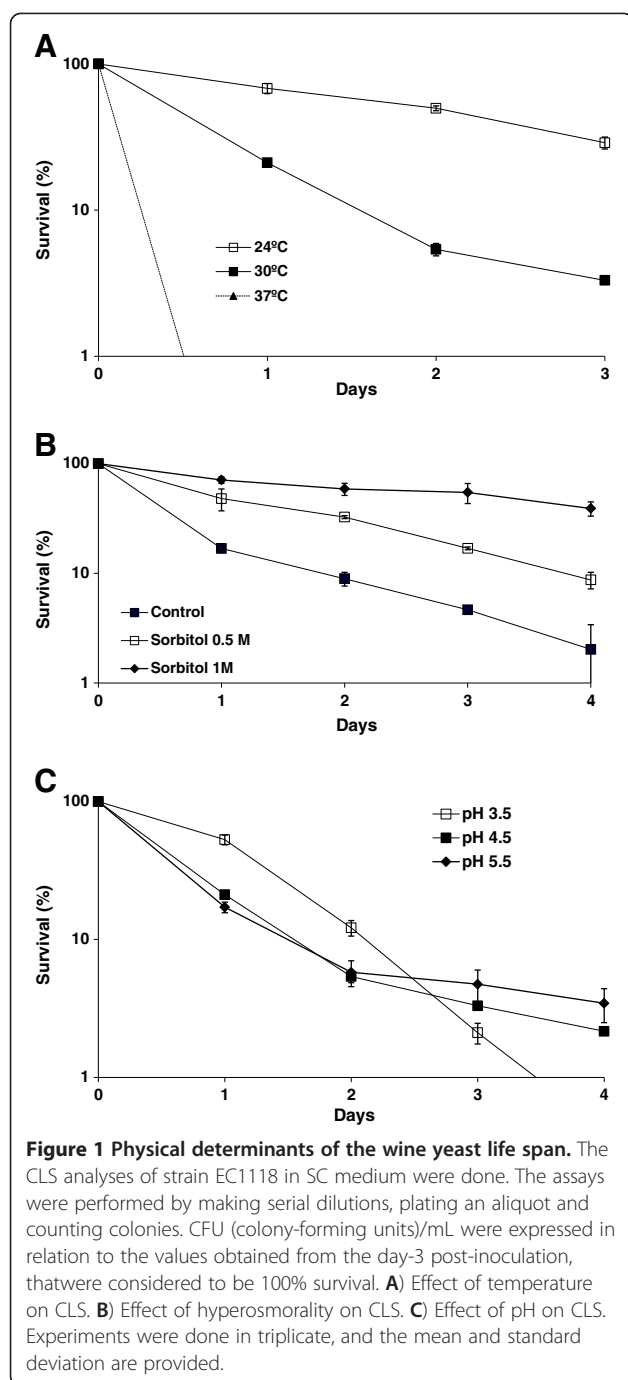 A
100
10
1
Survival (%)
24ºC
30ºC
37ºC
0 1 2 3
Days
B
100
10
1
Survival (%)
Control
Sorbitol 0.5 M
Sorbitol 1M
0 1 2 3 4
Days
C
100
10
1
Survival (%)
pH 3.5
pH 4.5
pH 5.5
0 1 2 3 4
Days
Figure 1 Physical determinants of the wine yeast life span. The
CLS analyses of strain EC1118 in SC medium were done. The assays
were performed by making serial dilutions, plating an aliquot and
counting colonies. CFU (colony-forming units)/mL were expressed in
relation to the values obtained from the day-3 post-inoculation,
thatwere considered to be 100% survival. A) Effect of temperature
on CLS. B) Effect of hyperosmorality on CLS. C) Effect of pH on CLS.
Experiments were done in triplicate, and the mean and standard
deviation are provided.